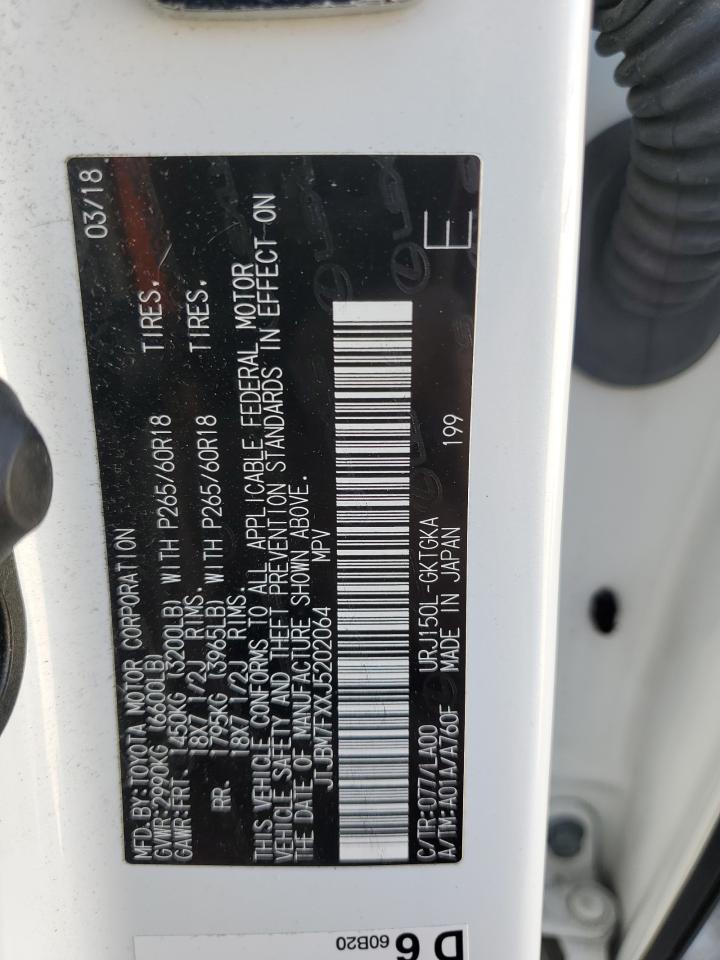 MFD.BY:TOYOTA MOTOR CORPORATION 03/18
GVWR:2990KG (6600LB)
GAWR:FRT. 1450KG (3200LB) WITH P265/60R18 TIRES,
18X7 1/2J RIMS.
RR. 1795KG (3965LB) WITH P265/60R18 TIRES,
18X7 1/2J RIMS.
THIS VEHICLE CONFORMS TO ALL APPLICABLE FEDERAL MOTOR
VEHICLE SAFETY AND THEFT PREVENTION STANDARDS IN EFFECT ON
THE DATE OF MANUFACTURE SHOWN ABOVE.
JTJBM7FXXJ5202064 MPV
C/TR:077/LA00 URJ150L-GKTGKA E
A/TM:A01A/A760F MADE IN JAPAN 199
D 6
60B20